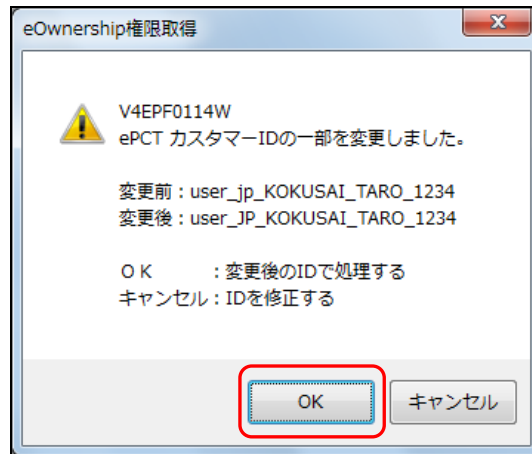 eOwnership権限取得
V4EPF0114W
ePCT カスタマーIDの一部を変更しました。
変更前：user_jp_KOKUSAI_TARO_1234
変更後：user_JP_KOKUSAI_TARO_1234
ＯＫ　　　：変更後のIDで処理する
キャンセル：IDを修正する
OK
キャンセル